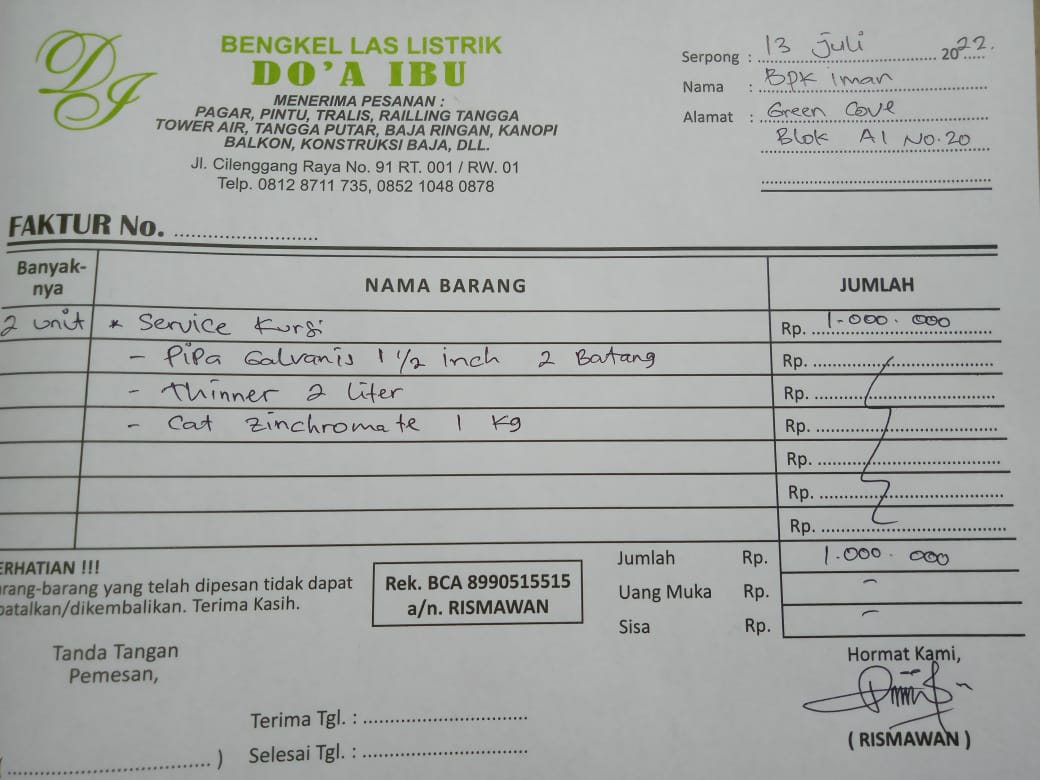 DJ
BENGKEL LAS LISTRIK
DO'A IBU
MENERIMA PESANAN :
PAGAR, PINTU, TRALIS, RAILLING TANGGA
TOWER AIR, TANGGA PUTAR, BAJA RINGAN, KANOPI
BALKON, KONSTRUKSI BAJA, DLL.
Jl. Cilenggang Raya No. 91 RT. 001 / RW. 01
Telp. 0812 8711 735, 0852 1048 0878
Serpong : 13 Juli 2022.
Nama : Bpk iman
Alamat : Green Cove
Blok A1 No.20
FAKTUR No. ..........................
Banyak-
nya
NAMA BARANG
JUMLAH
2 unit * Service Kursi Rp. 1.000.000
- Pipa Galvanis 1 1/2 inch 2 Batang Rp.
- Thinner 2 Liter Rp.
- Cat Zinchromate 1 Kg Rp.
Rp.
Rp.
Rp.
Jumlah Rp. 1.000.000
Uang Muka Rp. -
Sisa Rp. -
ERHATIAN !!!
arang-barang yang telah dipesan tidak dapat
batalkan/dikembalikan. Terima Kasih.
Rek. BCA 8990515515
a/n. RISMAWAN
Tanda Tangan
Pemesan,
( .................................. )
Terima Tgl. : ..............................
Selesai Tgl. : ..............................
Hormat Kami,
( RISMAWAN )